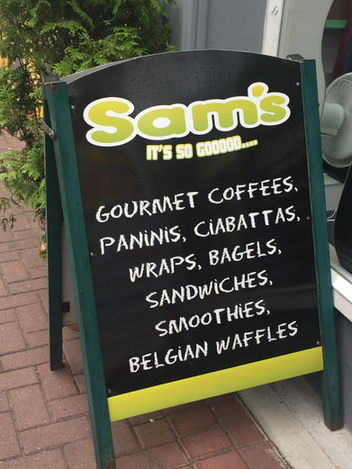 Sam's
IT'S SO GOOOOD....
GOURMET COFFEES,
PANINIS, CIABATTAS,
WRAPS, BAGELS,
SANDWICHES,
SMOOTHIES,
BELGIAN WAFFLES